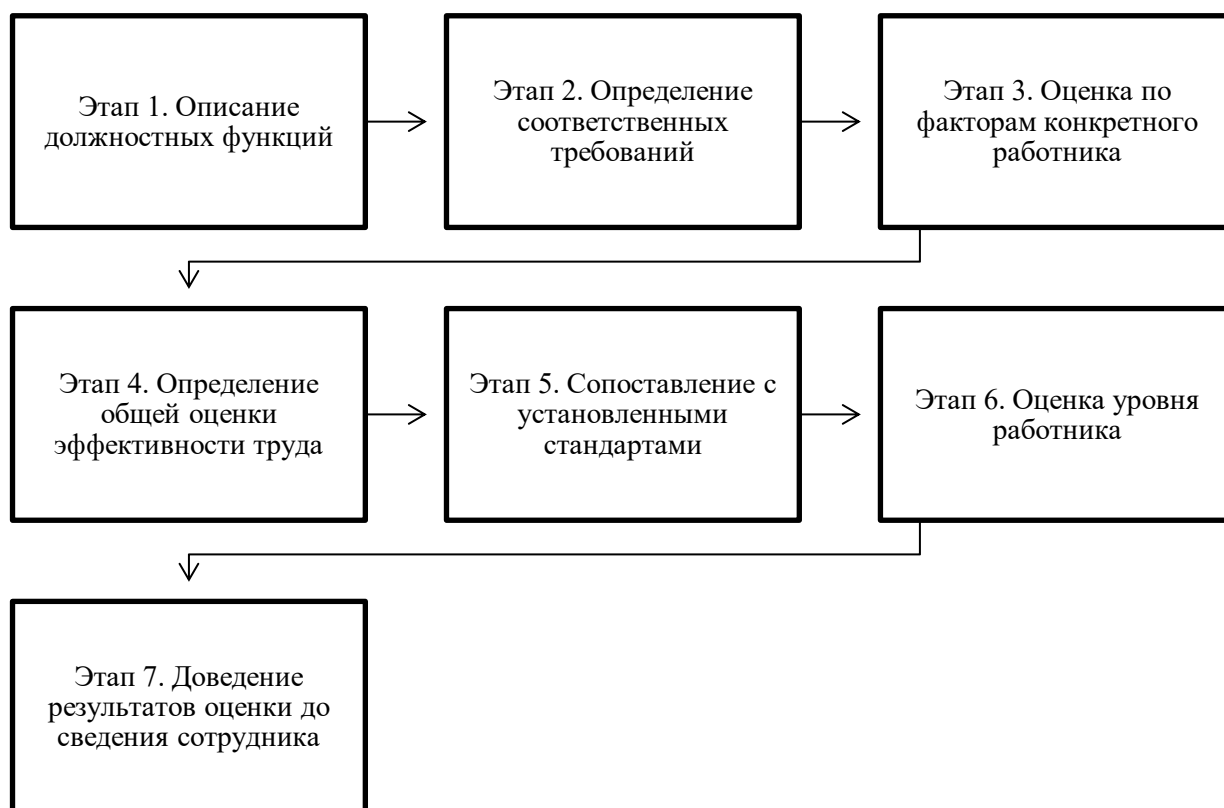 Этап 1. Описание
должностных функций
Этап 2. Определение
соответственных
требований
Этап 3. Оценка по
факторам конкретного
работника
Этап 4. Определение
общей оценки
эффективности труда
Этап 5. Сопоставление с
установленными
стандартами
Этап 6. Оценка уровня
работника
Этап 7. Доведение
результатов оценки до
сведения сотрудника